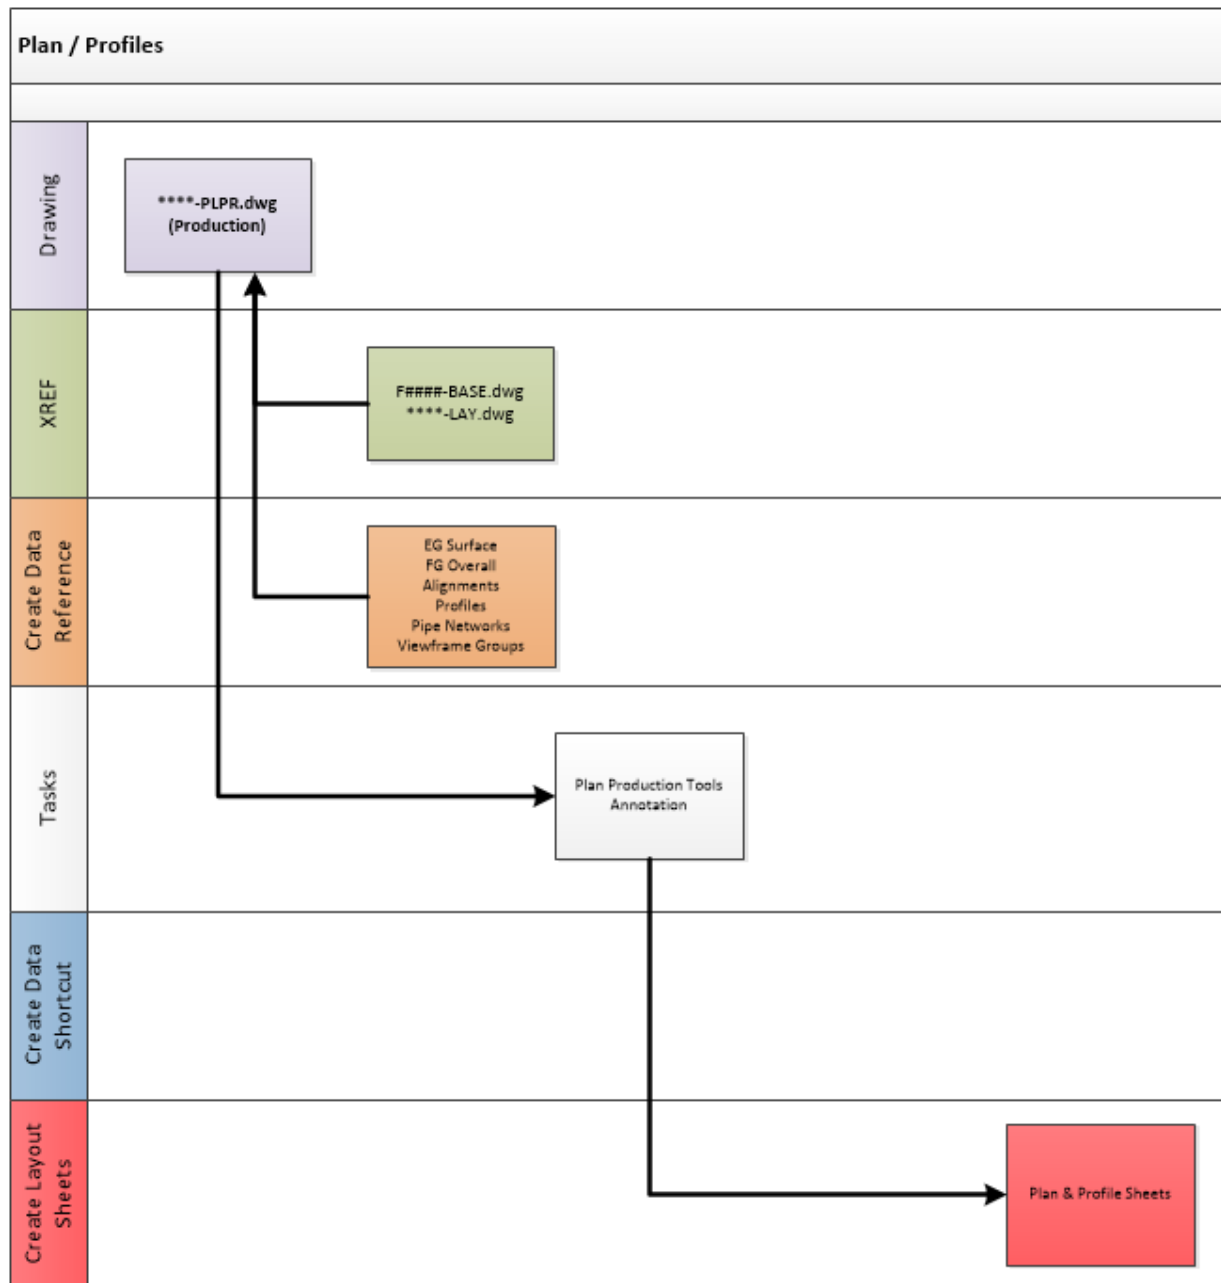 Plan / Profiles
Drawing
****-PLPR.dwg
(Production)
XREF
F####-BASE.dwg
****-LAY.dwg
Create Data
Reference
EG Surface
FG Overall
Alignments
Profiles
Pipe Networks
Viewframe Groups
Tasks
Plan Production Tools
Annotation
Create Data
Shortcut
Create Layout
Sheets
Plan & Profile Sheets